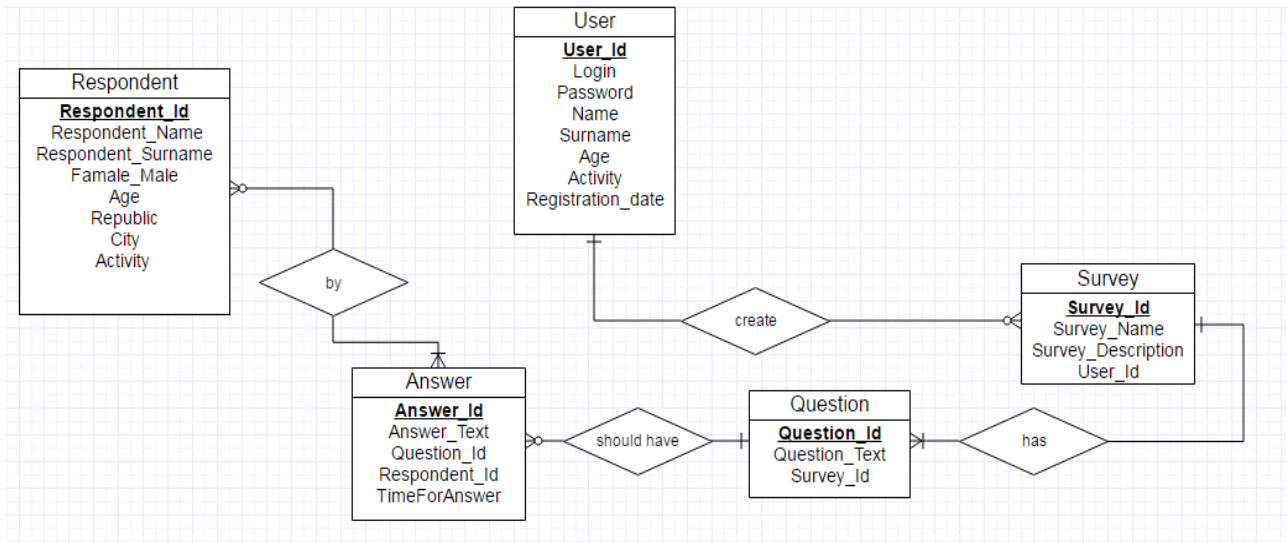 User
User_Id
Login
Password
Name
Surname
Age
Activity
Registration_date
Respondent
Respondent_Id
Respondent_Name
Respondent_Surname
Famale_Male
Age
Republic
City
Activity
by
create
Survey
Survey_Id
Survey_Name
Survey_Description
User_Id
Answer
Answer_Id
Answer_Text
Question_Id
Respondent_Id
TimeForAnswer
should have
Question
Question_Id
Question_Text
Survey_Id
has